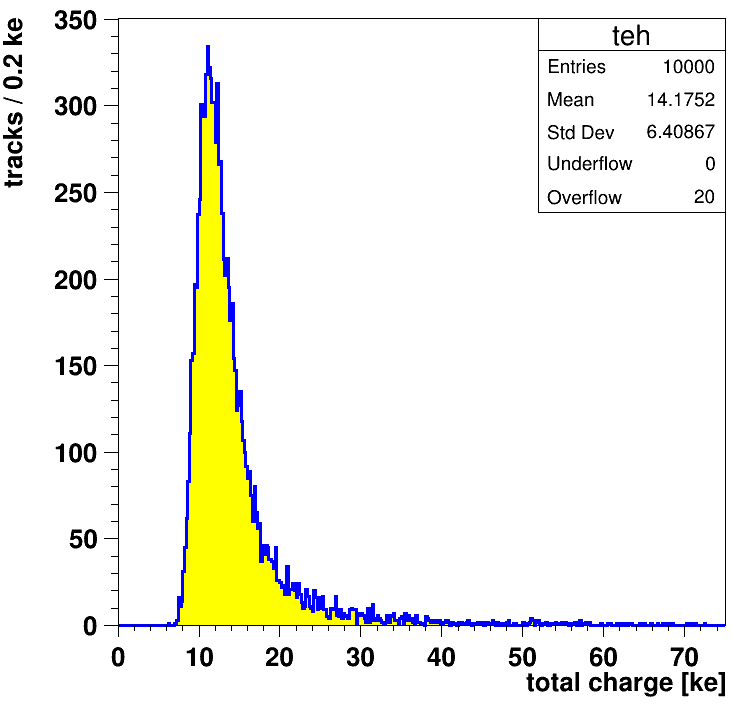 tracks / 0.2 ke
350
300
250
200
150
100
50
0
teh
Entries 10000
Mean 14.1752
Std Dev 6.40867
Underflow 0
Overflow 20
0 10 20 30 40 50 60 70
total charge [ke]